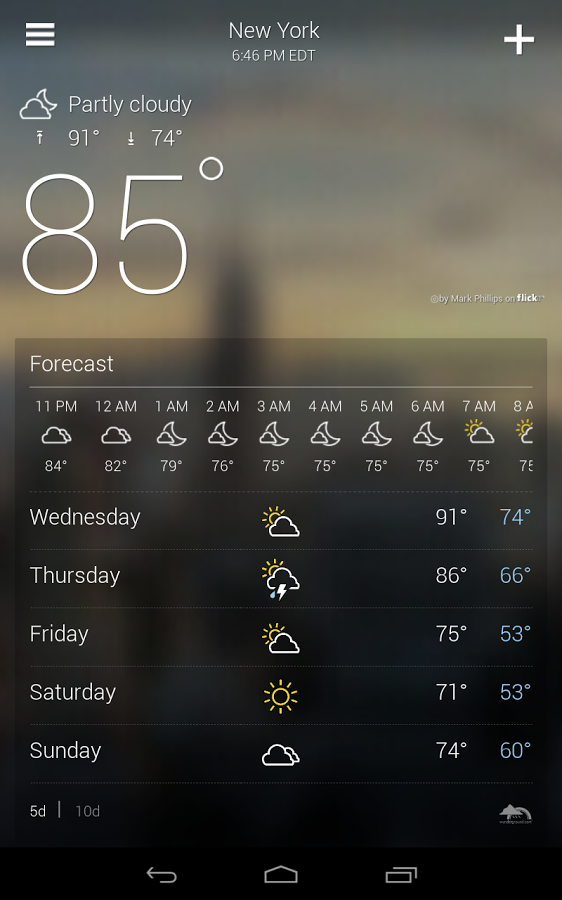 New York
6:46 PM EDT
Partly cloudy
91° 74°
85°
@by Mark Phillips on flickr
Forecast
11 PM 12 AM 1 AM 2 AM 3 AM 4 AM 5 AM 6 AM 7 AM 8 A
84° 82° 79° 76° 75° 75° 75° 75° 75° 75
Wednesday 91° 74°
Thursday 86° 66°
Friday 75° 53°
Saturday 71° 53°
Sunday 74° 60°
5d | 10d